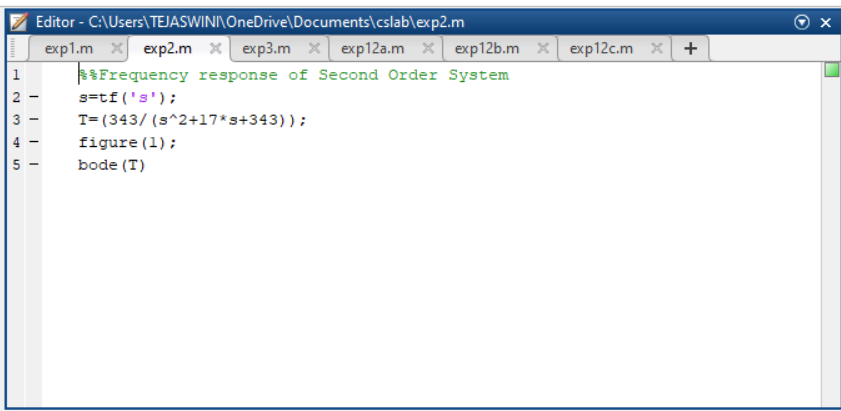 Editor - C:\Users\TEJASWINI\OneDrive\Documents\cslab\exp2.m
exp1.m exp2.m exp3.m exp12a.m exp12b.m exp12c.m +
1 %%Frequency response of Second Order System
2 - s=tf('s');
3 - T=(343/(s^2+17*s+343));
4 - figure(1);
5 - bode(T)